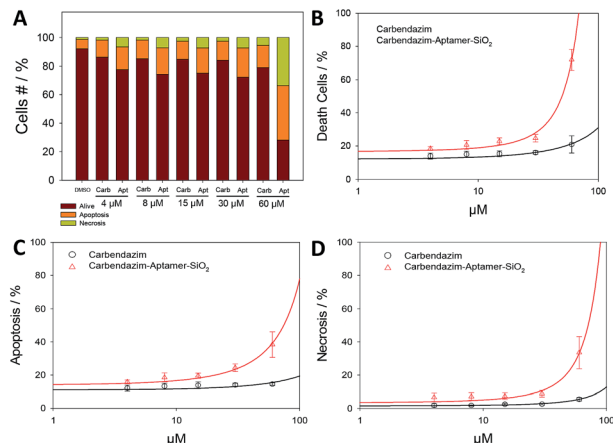 A
Cells # / %
100
80
60
40
20
0
DMSO Carb Apt Carb Apt Carb Apt Carb Apt Carb Apt
4 µM 8 µM 15 µM 30 µM 60 µM
Alive
Apoptosis
Necrosis
B
Death Cells / %
100
80
60
40
20
0
Carbendazim
Carbendazim-Aptamer-SiO₂
1 10 100
µM
C
Apoptosis / %
100
80
60
40
20
0
Carbendazim
Carbendazim-Aptamer-SiO₂
1 10 100
µM
D
Necrosis / %
100
80
60
40
20
0
Carbendazim
Carbendazim-Aptamer-SiO₂
1 10 100
µM